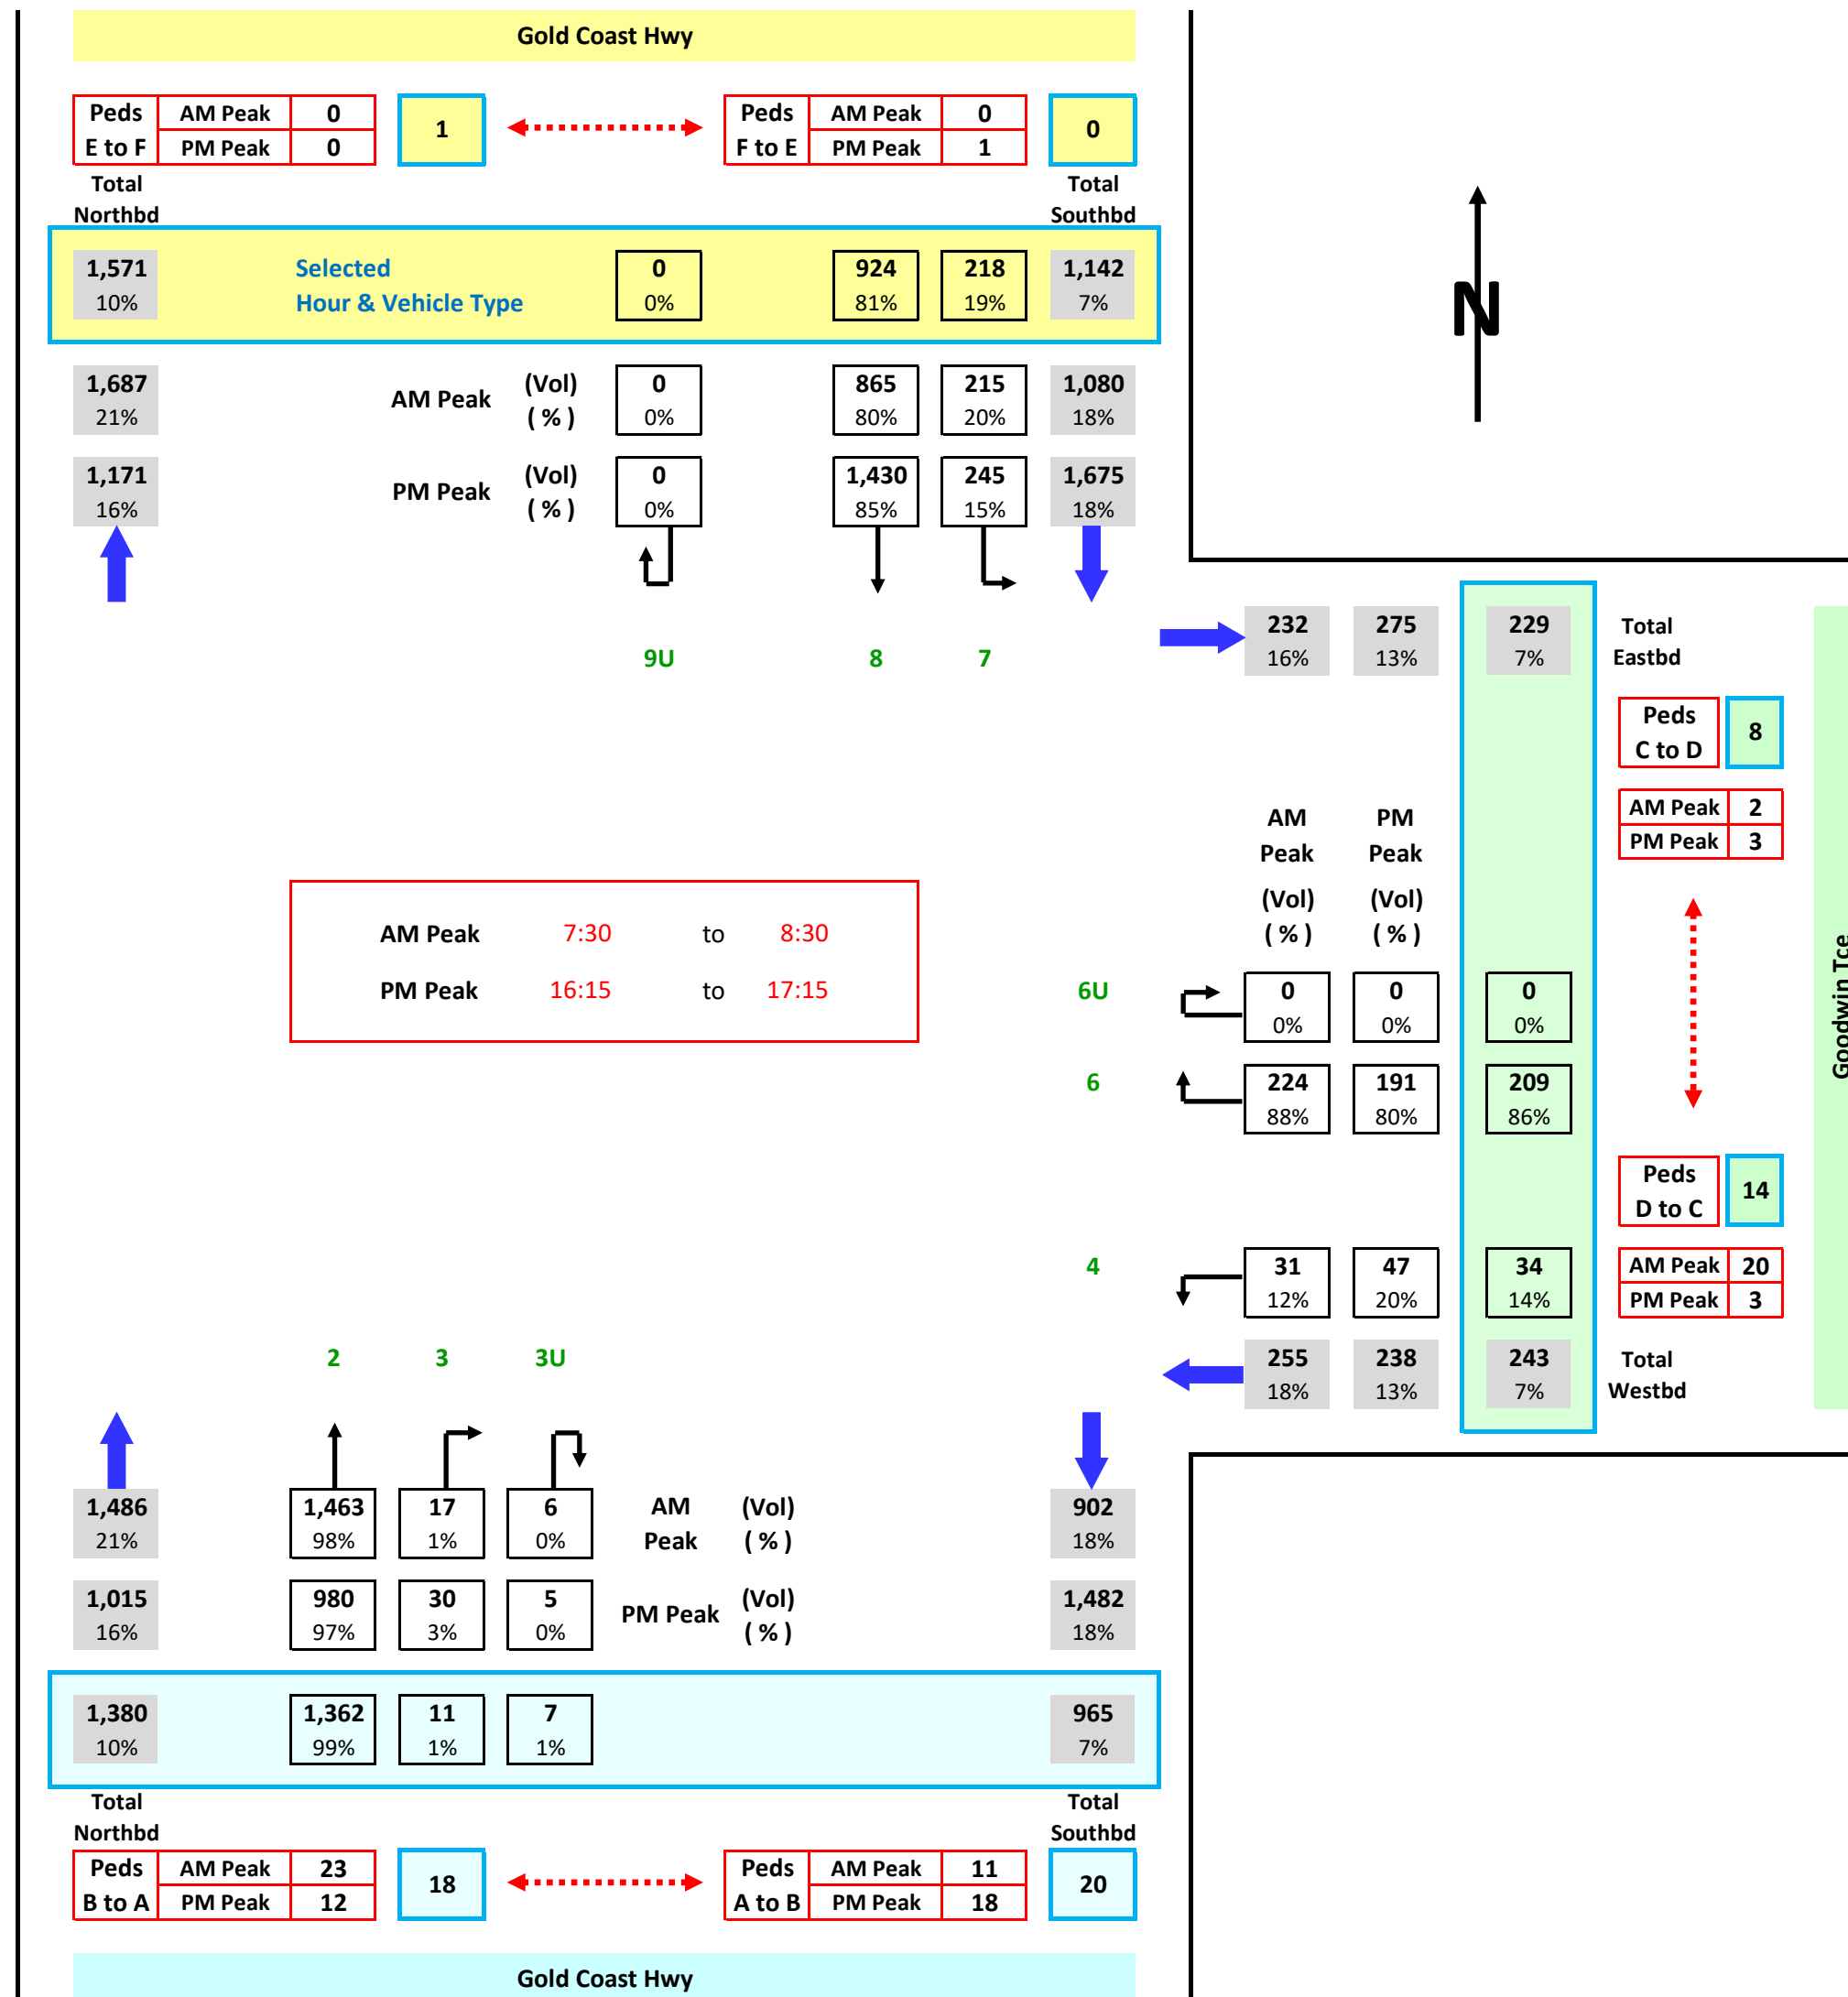 Gold Coast Hwy
Peds AM Peak 0 1 Peds AM Peak 0 0
E to F PM Peak 0 F to E PM Peak 1
Total Total
Northbd Southbd
1,571 Selected 0 924 218 1,142
10% Hour & Vehicle Type 0% 81% 19% 7%
N
1,687 AM Peak (Vol) 0 865 215 1,080
21% ( % ) 0% 80% 20% 18%
1,171 PM Peak (Vol) 0 1,430 245 1,675
16% ( % ) 0% 85% 15% 18%
232 275 229 Total
16% 13% 7% Eastbd
9U 8 7
Peds 8
C to D
AM Peak 2
PM Peak 3
AM PM
Peak Peak
(Vol) (Vol)
( % ) ( % )
AM Peak 7:30 to 8:30
PM Peak 16:15 to 17:15
Goodwin Tce
6U 0 0 0
0% 0% 0%
6 224 191 209
88% 80% 86%
Peds 14
D to C
4 31 47 34 AM Peak 20
12% 20% 14% PM Peak 3
2 3 3U 255 238 243 Total
18% 13% 7% Westbd
1,486 1,463 17 6 AM (Vol) 902
21% 98% 1% 0% Peak ( % ) 18%
1,015 980 30 5 PM Peak (Vol) 1,482
16% 97% 3% 0% ( % ) 18%
1,380 1,362 11 7 965
10% 99% 1% 1% 7%
Total Total
Northbd Southbd
Peds AM Peak 23 18 Peds AM Peak 11 20
B to A PM Peak 12 A to B PM Peak 18
Gold Coast Hwy